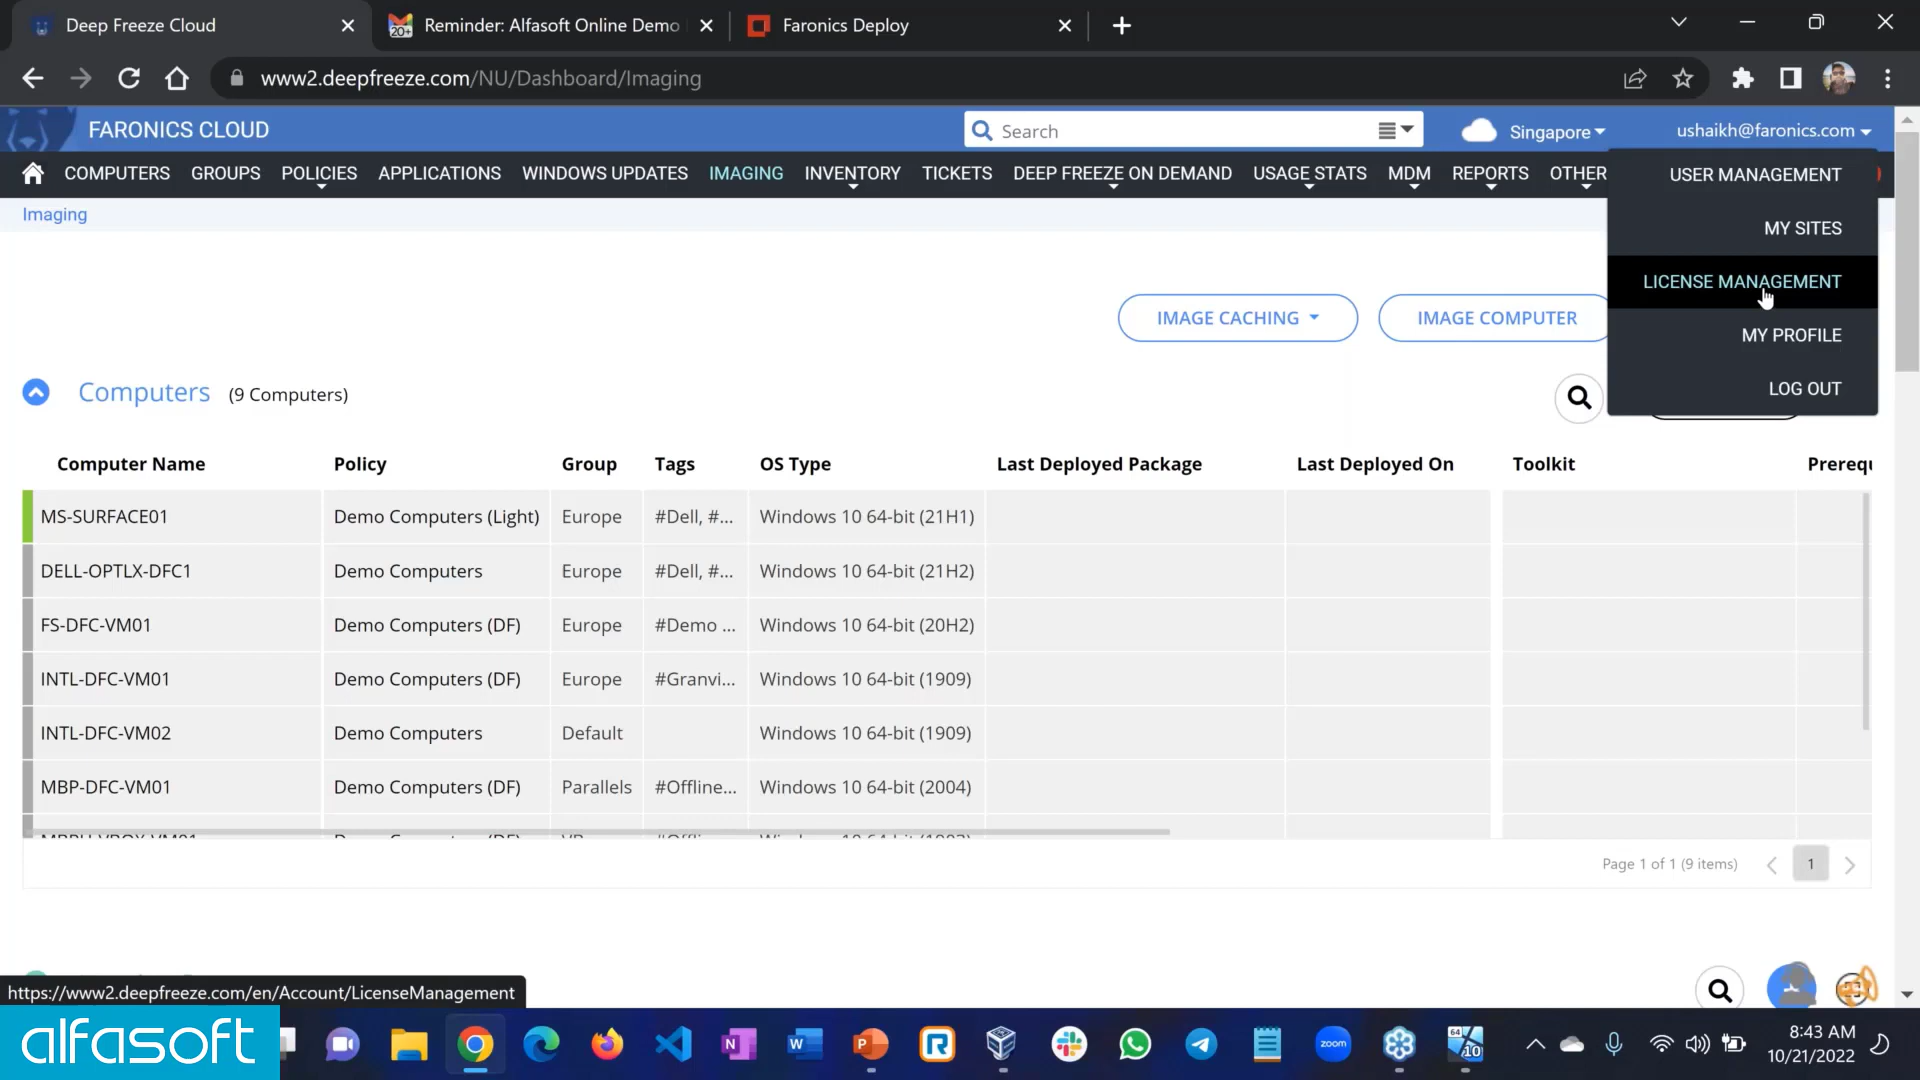 Deep Freeze Cloud
Reminder: Alfasoft Online Demo
Faronics Deploy
www2.deepfreeze.com/NU/Dashboard/Imaging
FARONICS CLOUD
Search
Singapore
ushaikh@faronics.com
COMPUTERS GROUPS POLICIES APPLICATIONS WINDOWS UPDATES IMAGING INVENTORY TICKETS DEEP FREEZE ON DEMAND USAGE STATS MDM REPORTS OTHER
USER MANAGEMENT
MY SITES
LICENSE MANAGEMENT
MY PROFILE
LOG OUT
Imaging
IMAGE CACHING IMAGE COMPUTER
Computers (9 Computers)
Computer Name Policy Group Tags OS Type Last Deployed Package Last Deployed On Toolkit Prerequ
MS-SURFACE01 Demo Computers (Light) Europe #Dell, #... Windows 10 64-bit (21H1)
DELL-OPTLX-DFC1 Demo Computers Europe #Dell, #... Windows 10 64-bit (21H2)
FS-DFC-VM01 Demo Computers (DF) Europe #Demo ... Windows 10 64-bit (20H2)
INTL-DFC-VM01 Demo Computers (DF) Europe #Granvi... Windows 10 64-bit (1909)
INTL-DFC-VM02 Demo Computers Default Windows 10 64-bit (1909)
MBP-DFC-VM01 Demo Computers (DF) Parallels #Offline... Windows 10 64-bit (2004)
Page 1 of 1 (9 items) 1
https://www2.deepfreeze.com/en/Account/LicenseManagement
alfasoft
zoom
8:43 AM
10/21/2022